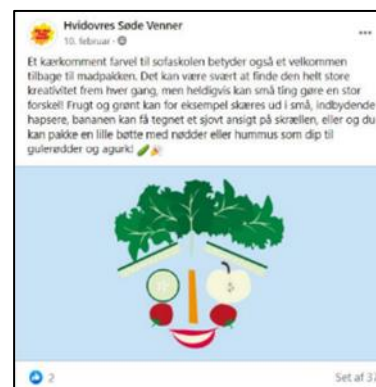 Hvidovres Søde Venner
10. februar ·
Et kærkomment farvel til sofaskolen betyder også et velkommen
tilbage til madpakken. Det kan være svært at finde den helt store
kreativitet frem hver gang, men heldigvis kan små ting gøre en stor
forskel! Frugt og grønt kan for eksempel skæres ud i små, indbydende
hapsere, bananen kan få tegnet et sjovt ansigt på skrællen, eller og du
kan pakke en lille bøtte med nødder eller hummus som dip til
gulerødder og agurk!
2
Set af